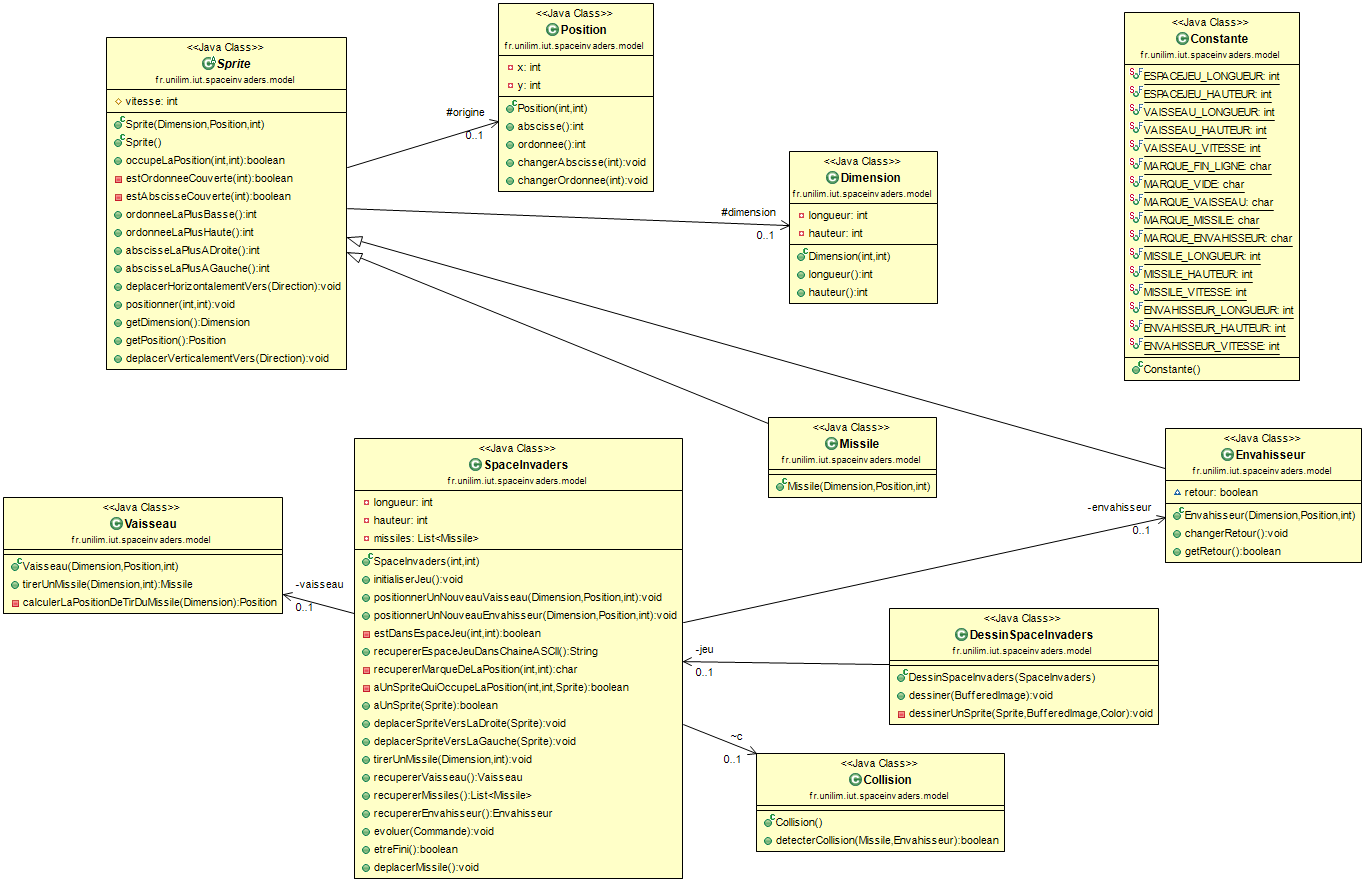 <<Java Class>>
Sprite
fr.unilim.iut.spaceinvaders.model
vitesse: int
Sprite(Dimension,Position,int)
Sprite()
occupeLaPosition(int,int):boolean
estOrdonneeCouverte(int):boolean
estAbscisseCouverte(int):boolean
ordonneeLaPlusBasse():int
ordonneeLaPlusHaute():int
abscisseLaPlusADroite():int
abscisseLaPlusAGauche():int
deplacerHorizontalementVers(Direction):void
positionner(int,int):void
getDimension():Dimension
getPosition():Position
deplacerVerticalementVers(Direction):void
#origine
0..1
<<Java Class>>
Position
fr.unilim.iut.spaceinvaders.model
x: int
y: int
Position(int,int)
abscisse():int
ordonnee():int
changerAbscisse(int):void
changerOrdonnee(int):void
#dimension
0..1
<<Java Class>>
Dimension
fr.unilim.iut.spaceinvaders.model
longueur: int
hauteur: int
Dimension(int,int)
longueur():int
hauteur():int
<<Java Class>>
Constante
fr.unilim.iut.spaceinvaders.model
ESPACEJEU_LONGUEUR: int
ESPACEJEU_HAUTEUR: int
VAISSEAU_LONGUEUR: int
VAISSEAU_HAUTEUR: int
VAISSEAU_VITESSE: int
MARQUE_FIN_LIGNE: char
MARQUE_VIDE: char
MARQUE_VAISSEAU: char
MARQUE_MISSILE: char
MARQUE_ENVAHISSEUR: char
MISSILE_LONGUEUR: int
MISSILE_HAUTEUR: int
MISSILE_VITESSE: int
ENVAHISSEUR_LONGUEUR: int
ENVAHISSEUR_HAUTEUR: int
ENVAHISSEUR_VITESSE: int
Constante()
<<Java Class>>
Missile
fr.unilim.iut.spaceinvaders.model
Missile(Dimension,Position,int)
<<Java Class>>
Envahisseur
fr.unilim.iut.spaceinvaders.model
retour: boolean
Envahisseur(Dimension,Position,int)
changerRetour():void
getRetour():boolean
-envahisseur
0..1
<<Java Class>>
Vaisseau
fr.unilim.iut.spaceinvaders.model
Vaisseau(Dimension,Position,int)
tirerUnMissile(Dimension,int):Missile
calculerLaPositionDeTirDuMissile(Dimension):Position
-vaisseau
0..1
<<Java Class>>
SpaceInvaders
fr.unilim.iut.spaceinvaders.model
longueur: int
hauteur: int
missiles: List<Missile>
SpaceInvaders(int,int)
initialiserJeu():void
positionnerUnNouveauVaisseau(Dimension,Position,int):void
positionnerUnNouveauEnvahisseur(Dimension,Position,int):void
estDansEspaceJeu(int,int):boolean
recupererEspaceJeuDansChaineASCII():String
recupererMarqueDeLaPosition(int,int):char
aUnSpriteQuiOccupeLaPosition(int,int,Sprite):boolean
aUnSprite(Sprite):boolean
deplacerSpriteVersLaDroite(Sprite):void
deplacerSpriteVersLaGauche(Sprite):void
tirerUnMissile(Dimension,int):void
recupererVaisseau():Vaisseau
recupererMissiles():List<Missile>
recupererEnvahisseur():Envahisseur
evoluer(Commande):void
etreFini():boolean
deplacerMissile():void
-jeu
0..1
<<Java Class>>
DessinSpaceInvaders
fr.unilim.iut.spaceinvaders.model
DessinSpaceInvaders(SpaceInvaders)
dessiner(BufferedImage):void
dessinerUnSprite(Sprite,BufferedImage,Color):void
~c
0..1
<<Java Class>>
Collision
fr.unilim.iut.spaceinvaders.model
Collision()
detecterCollision(Missile,Envahisseur):boolean